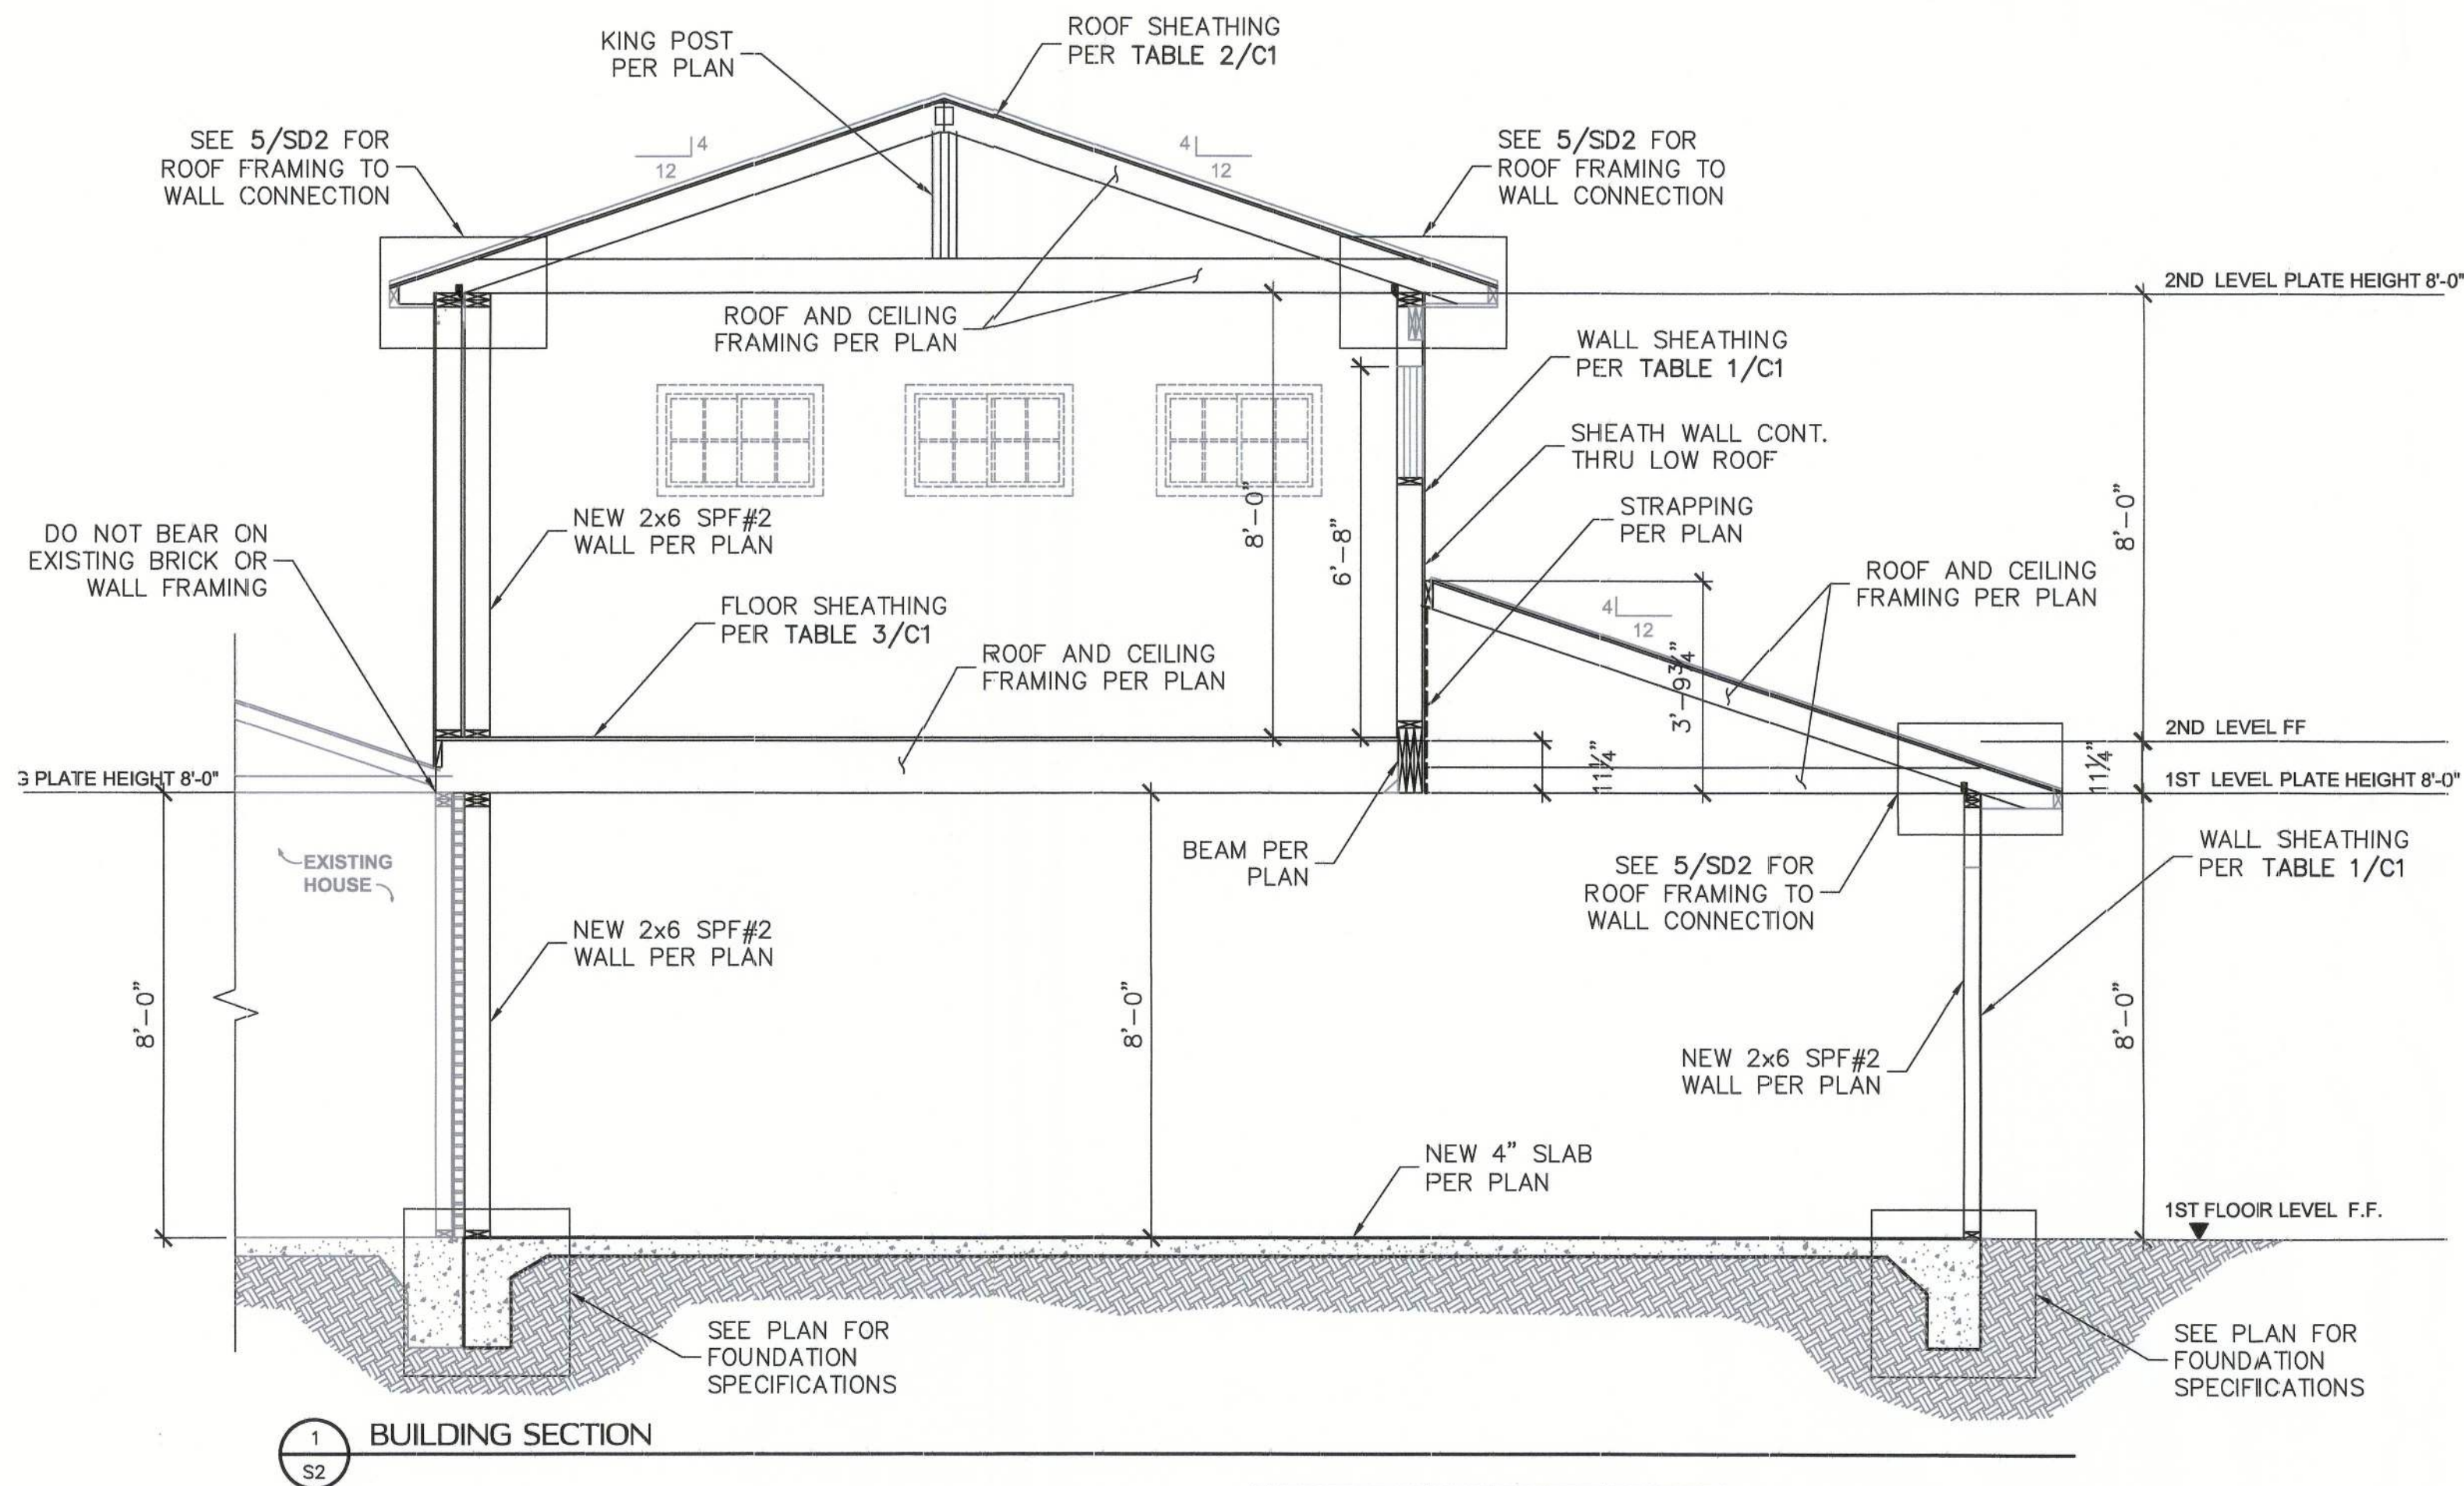 KING POST
PER PLAN
ROOF SHEATHING
PER TABLE 2/C1
SEE 5/SD2 FOR
ROOF FRAMING TO
WALL CONNECTION
4
12
4
12
SEE 5/SD2 FOR
ROOF FRAMING TO
WALL CONNECTION
2ND LEVEL PLATE HEIGHT 8'-0"
ROOF AND CEILING
FRAMING PER PLAN
WALL SHEATHING
PER TABLE 1/C1
SHEATH WALL CONT.
THRU LOW ROOF
STRAPPING
PER PLAN
8'-0"
6'-8"
8'-0"
DO NOT BEAR ON
EXISTING BRICK OR
WALL FRAMING
NEW 2x6 SPF#2
WALL PER PLAN
FLOOR SHEATHING
PER TABLE 3/C1
ROOF AND CEILING
FRAMING PER PLAN
4
12
ROOF AND CEILING
FRAMING PER PLAN
3'-9¾"
2ND LEVEL FF
11¼"
11¼"
G PLATE HEIGHT 8'-0"
1ST LEVEL PLATE HEIGHT 8'-0"
EXISTING
HOUSE
BEAM PER
PLAN
SEE 5/SD2 FOR
ROOF FRAMING TO
WALL CONNECTION
WALL SHEATHING
PER TABLE 1/C1
NEW 2x6 SPF#2
WALL PER PLAN
8'-0"
8'-0"
8'-0"
NEW 2x6 SPF#2
WALL PER PLAN
NEW 4" SLAB
PER PLAN
1ST FLOOIR LEVEL F.F.
SEE PLAN FOR
FOUNDATION
SPECIFICATIONS
SEE PLAN FOR
FOUNDATION
SPECIFICATIONS
1
S2
BUILDING SECTION